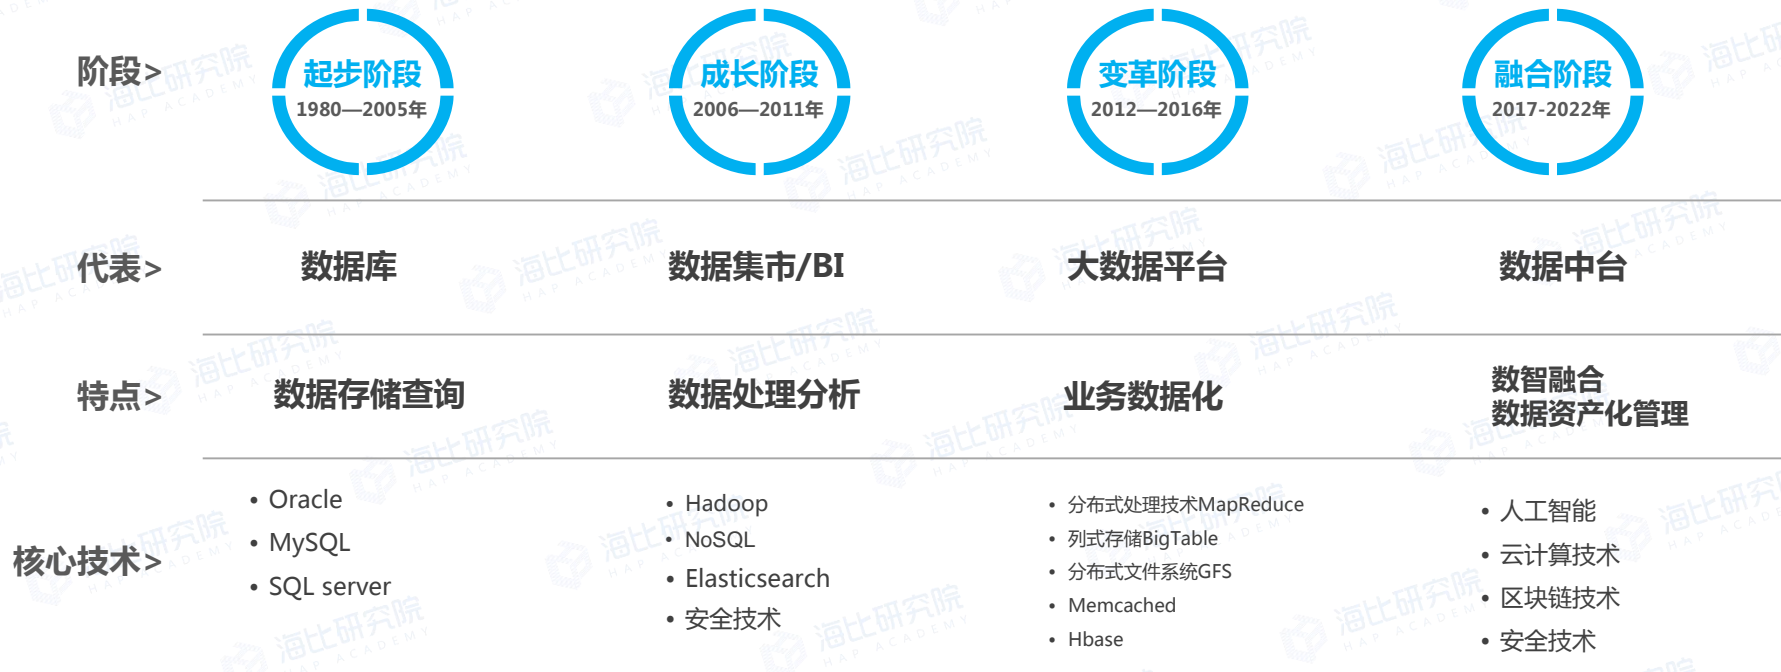 阶段>
起步阶段
1980—2005年
成长阶段
2006—2011年
变革阶段
2012—2016年
融合阶段
2017-2022年
代表>
数据库
数据集市/BI
大数据平台
数据中台
特点>
数据存储查询
数据处理分析
业务数据化
数智融合
数据资产化管理
核心技术>
• Oracle
• MySQL
• SQL server
• Hadoop
• NoSQL
• Elasticsearch
• 安全技术
• 分布式处理技术MapReduce
• 列式存储BigTable
• 分布式文件系统GFS
• Memcached
• Hbase
• 人工智能
• 云计算技术
• 区块链技术
• 安全技术
海比研究院
HAP ACADEMY